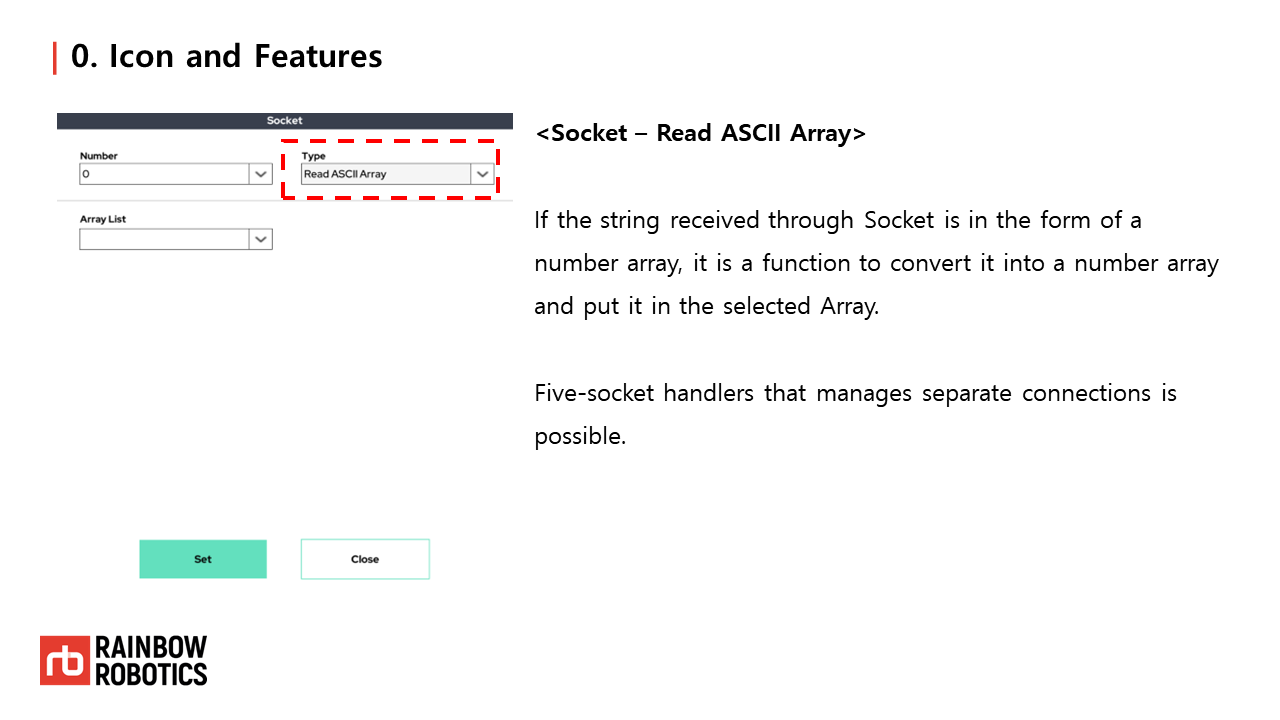 0. Icon and Features
Socket
Number
Type
0
Read ASCII Array
Array List
Set
Close
<Socket – Read ASCII Array>
If the string received through Socket is in the form of a
number array, it is a function to convert it into a number array
and put it in the selected Array.
Five-socket handlers that manages separate connections is
possible.
rb
RAINBOW
ROBOTICS